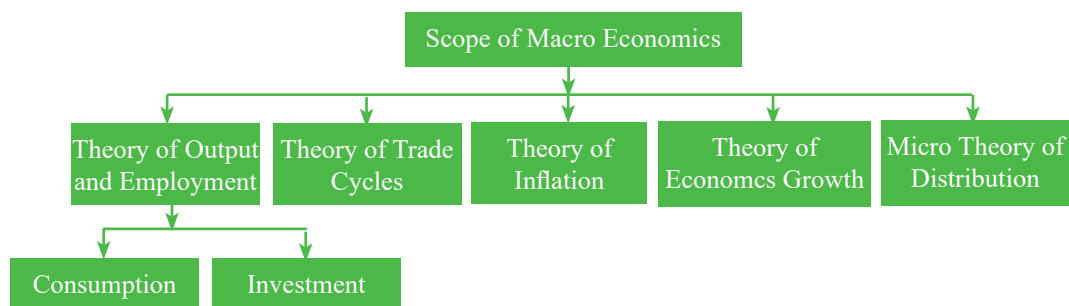 Scope of Macro Economics
Theory of Output
and Employment
Theory of Trade
Cycles
Theory of
Inflation
Theory of
Economcs Growth
Micro Theory of
Distribution
Consumption
Investment